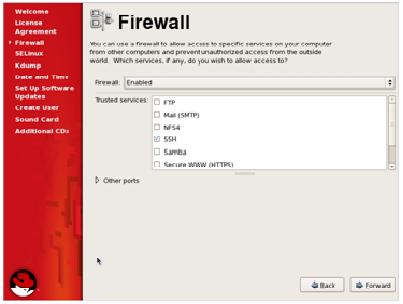 Welcome
License
Agreement
Firewall
SELinux
Kdump
Date and Time
Set Up Software
Updates
Create User
Sound Card
Additional CDs
Firewall
You can use a firewall to allow access to specific services on your computer
from other computers and prevent unauthorized access from the outside
world. Which services, if any, do you wish to allow access to?
Firewall: Enabled
Trusted services:
FTP
Mail (SMTP)
NFS4
SSH
Samba
Secure WWW (HTTPS)
Other ports
Back
Forward